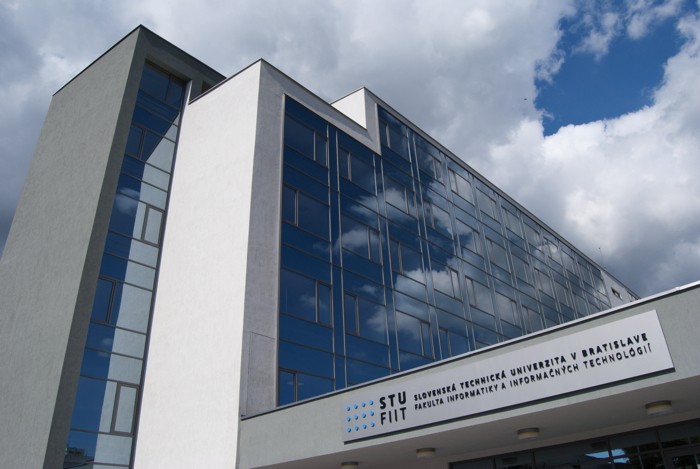 STU
FIIT
SLOVENSKÁ TECHNICKÁ UNIVERZITA V BRATISLAVE
FAKULTA INFORMATIKY A INFORMAČNÝCH TECHNOLÓGIÍ